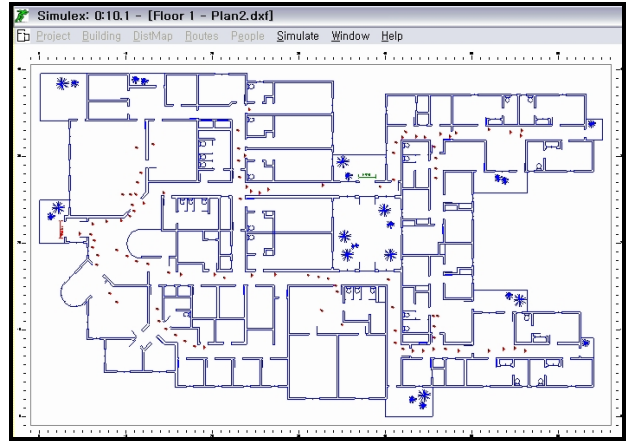 Simulex: 0:10.1 - [Floor 1 - Plan2.dxf]
Project Building DistMap Routes People Simulate Window Help